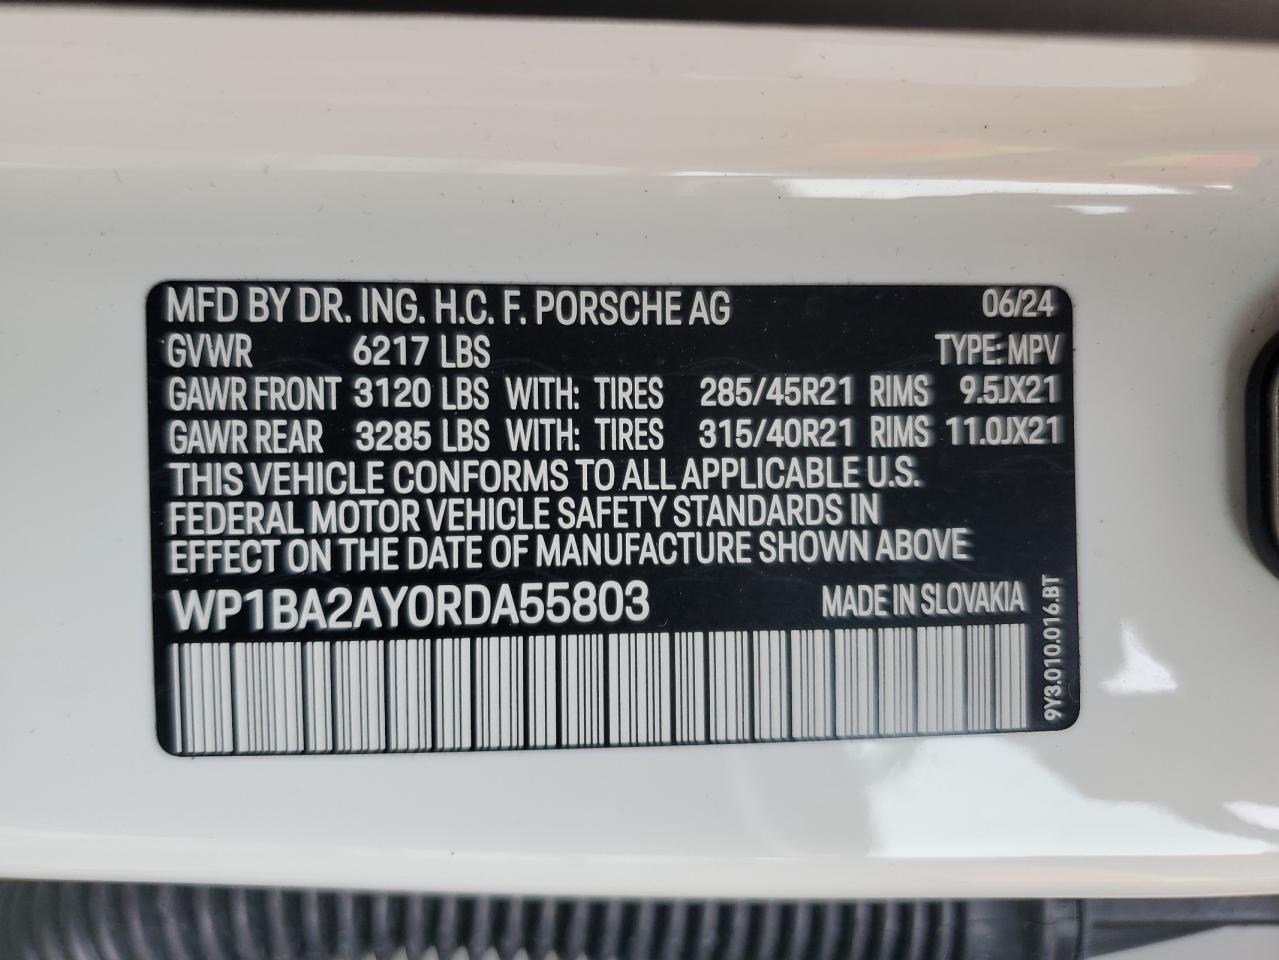 MFD BY DR. ING. H.C. F. PORSCHE AG 06/24
GVWR 6217 LBS TYPE: MPV
GAWR FRONT 3120 LBS WITH: TIRES 285/45R21 RIMS 9.5JX21
GAWR REAR 3285 LBS WITH: TIRES 315/40R21 RIMS 11.0JX21
THIS VEHICLE CONFORMS TO ALL APPLICABLE U.S.
FEDERAL MOTOR VEHICLE SAFETY STANDARDS IN
EFFECT ON THE DATE OF MANUFACTURE SHOWN ABOVE
WP1BA2AY0RDA55803 MADE IN SLOVAKIA
9Y3.010.016.BT